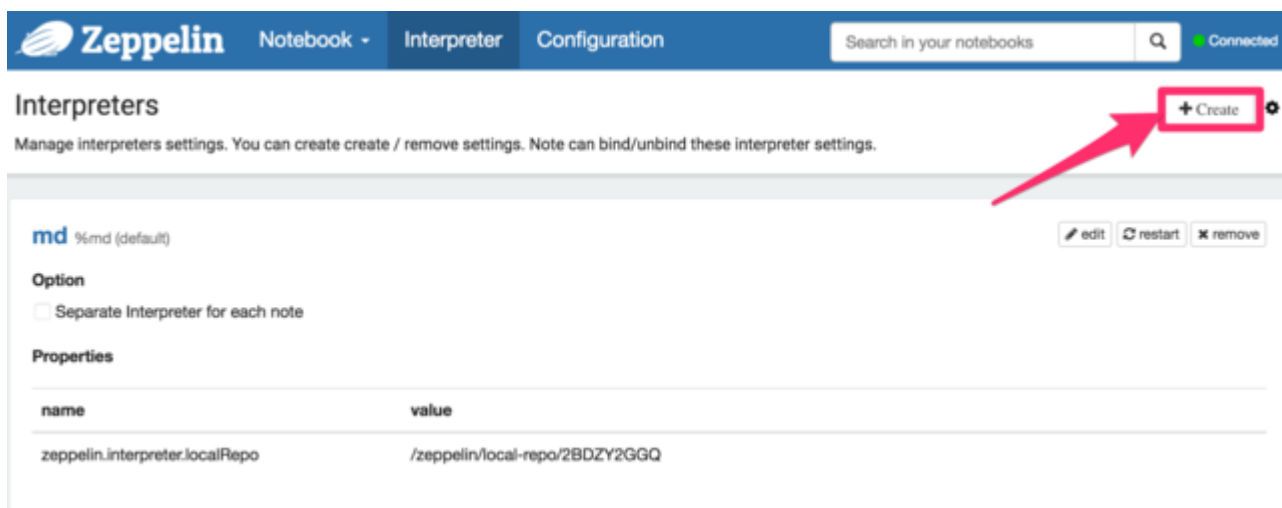 Zeppelin Notebook Interpreter Configuration Search in your notebooks Connected
Interpreters
+ Create
Manage interpreters settings. You can create create / remove settings. Note can bind/unbind these interpreter settings.
md %md (default) edit restart remove
Option
Separate Interpreter for each note
Properties
name value
zeppelin.interpreter.localRepo /zeppelin/local-repo/2BDZY2GGQ